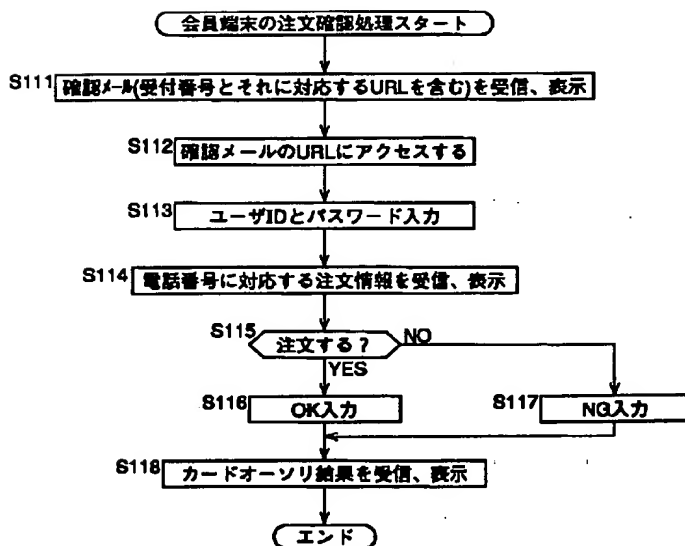 会員端末の注文確認処理スタート
S111 確認メール(受付番号とそれに対応するURLを含む)を受信、表示
S112 確認メールのURLにアクセスする
S113 ユーザIDとパスワード入力
S114 電話番号に対応する注文情報を受信、表示
S115 注文する？ NO
YES
S116 OK入力 S117 NG入力
S118 カードオーソリ結果を受信、表示
エンド